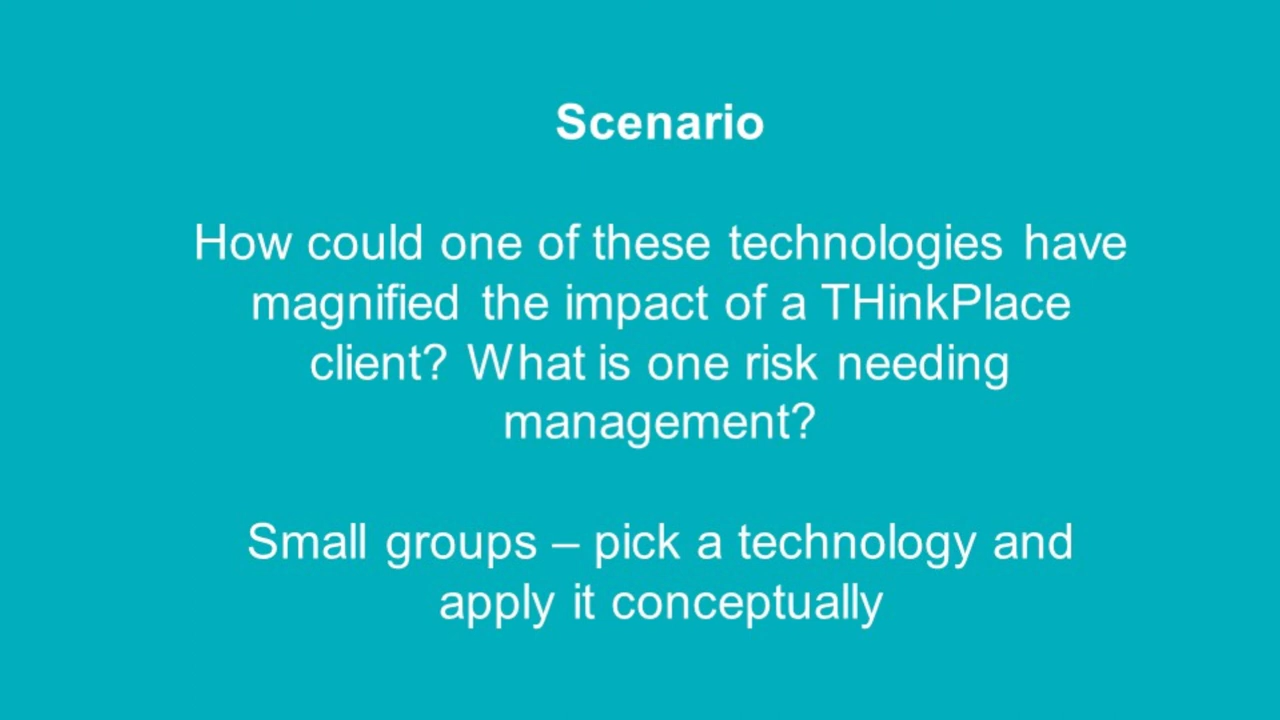 Scenario
How could one of these technologies have
magnified the impact of a THinkPlace
client? What is one risk needing
management?
Small groups – pick a technology and
apply it conceptually